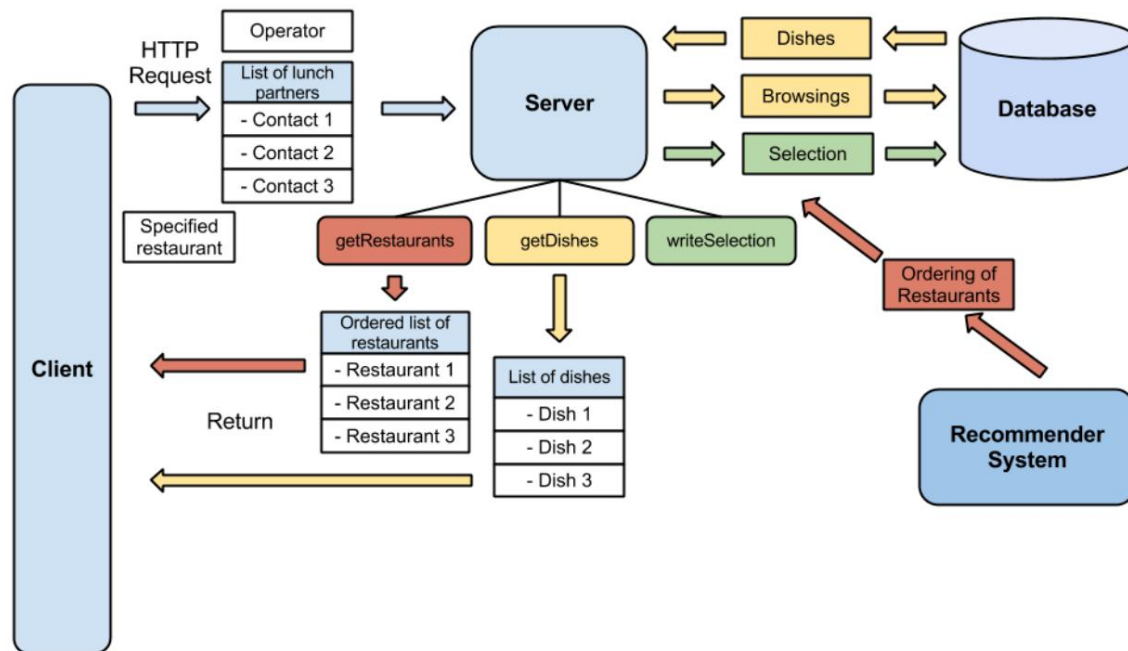 Operator
HTTP
Request
List of lunch
partners
- Contact 1
- Contact 2
- Contact 3
Specified
restaurant
Client
Server
Dishes
Browsings
Selection
Database
getRestaurants
getDishes
writeSelection
Ordering of
Restaurants
Ordered list of
restaurants
- Restaurant 1
- Restaurant 2
- Restaurant 3
Return
List of dishes
- Dish 1
- Dish 2
- Dish 3
Recommender
System